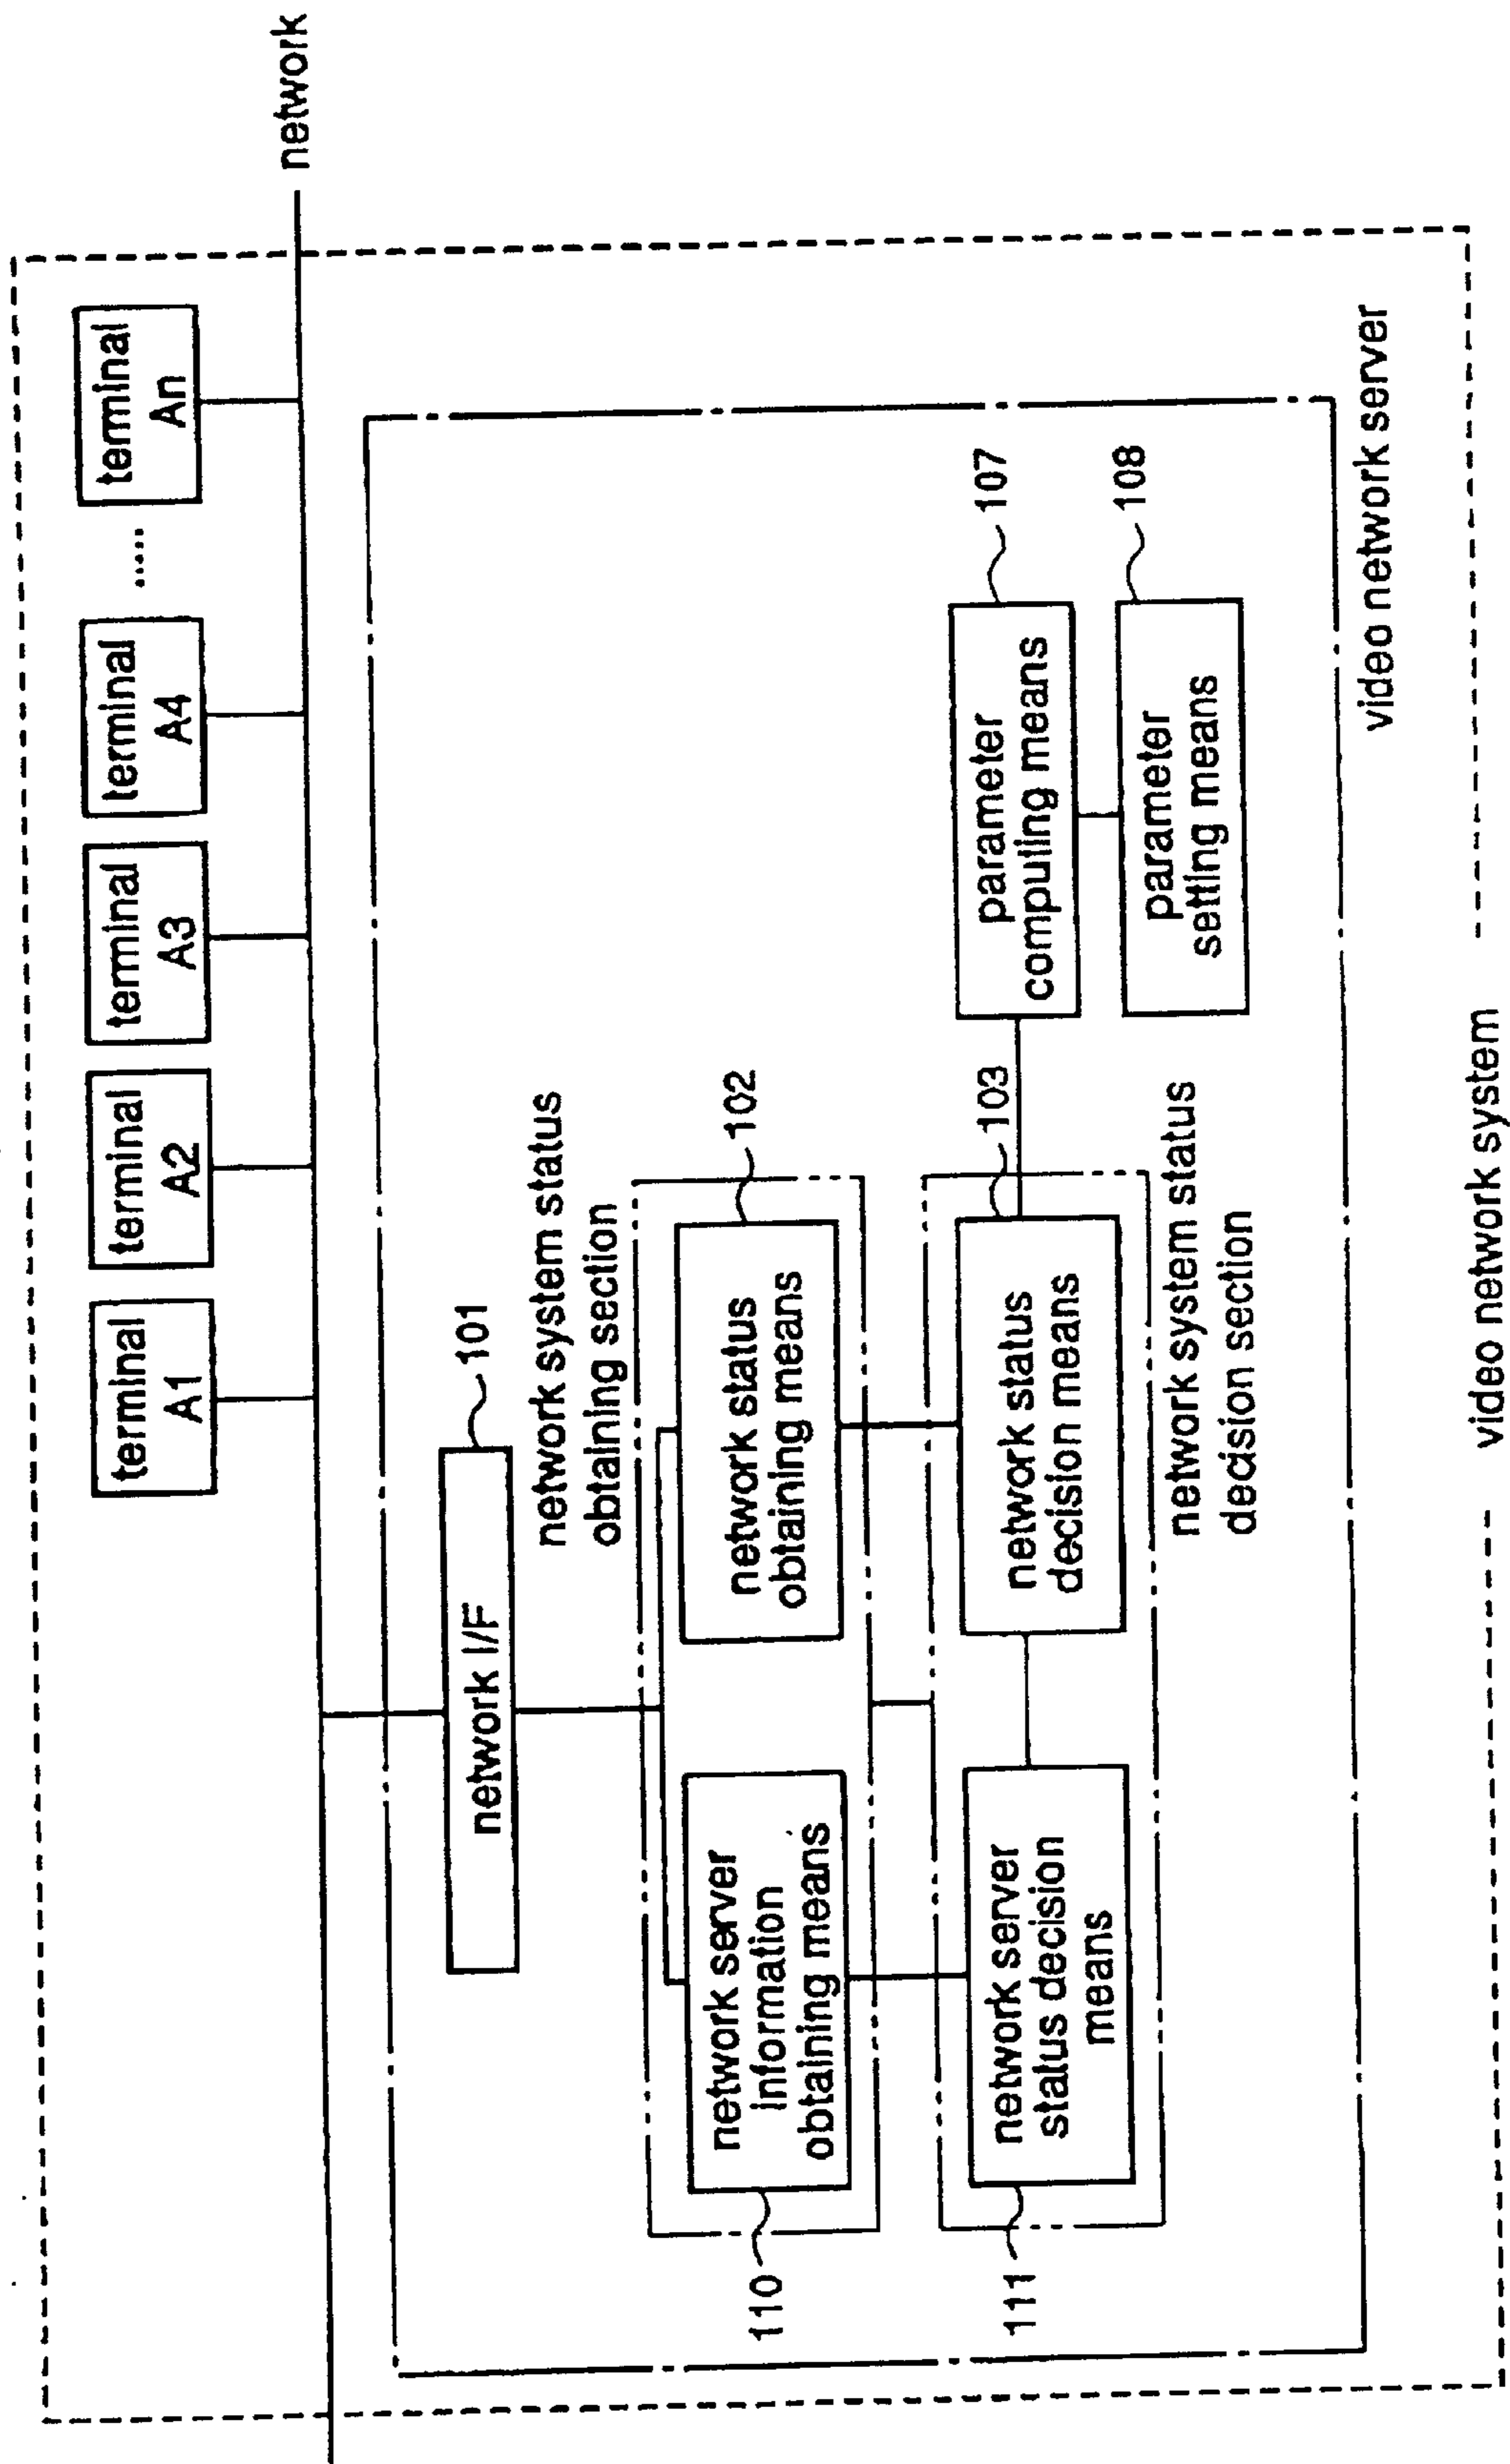 terminal
A1
terminal
A2
terminal
A3
terminal
A4
.....
terminal
An
network
network I/F
101
network system status
obtaining section
network server
information
obtaining means
110
network status
obtaining means
102
network server
status decision
means
111
network status
decision means
103
network system status
decision section
parameter
computing means
107
parameter
setting means
108
video network server
video network system